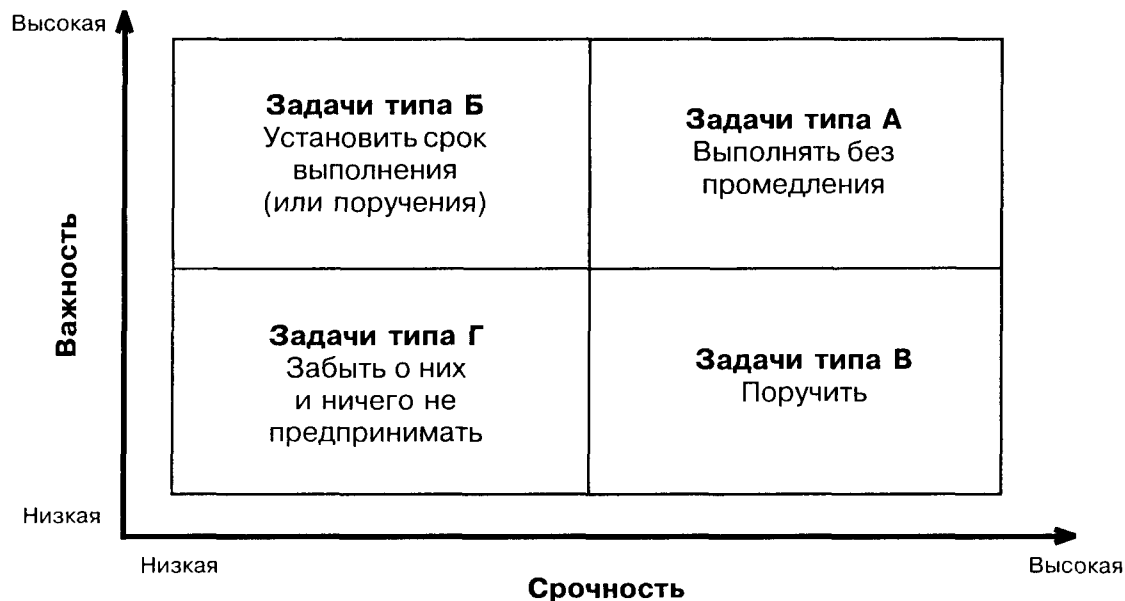 Высокая
Задачи типа Б
Установить срок
выполнения
(или поручения)
Задачи типа А
Выполнять без
промедления
Важность
Задачи типа Г
Забыть о них
и ничего не
предпринимать
Задачи типа В
Поручить
Низкая
Низкая
Высокая
Срочность